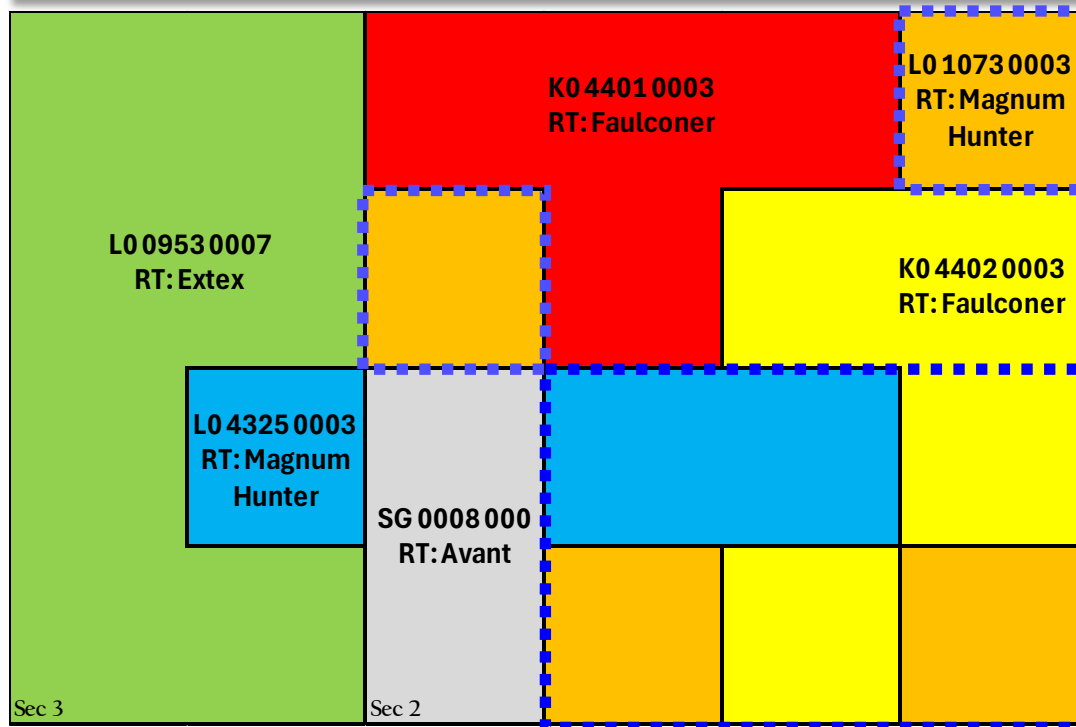 K0 4401 0003
RT: Faulconer
L0 1073 0003
RT: Magnum
Hunter
L0 0953 0007
RT: Extex
K0 4402 0003
RT: Faulconer
L0 4325 0003
RT: Magnum
Hunter
SG 0008 000
RT: Avant
Sec 3
Sec 2